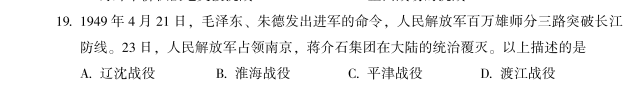 19. 1949 年 4 月 21 日，毛泽东、朱德发出进军的命令，人民解放军百万雄师分三路突破长江
防线。23 日，人民解放军占领南京，蒋介石集团在大陆的统治覆灭。以上描述的是
A. 辽沈战役 B. 淮海战役 C. 平津战役 D. 渡江战役